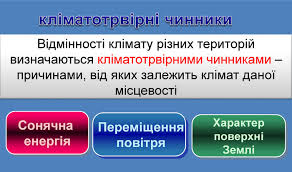 кліматотрвірні чинники
Відмінності клімату різних територій
визначаються кліматотрвірними чинниками –
причинами, від яких залежить клімат даної
місцевості
Сонячна
енергія
Переміщення
повітря
Характер
поверхні
Землі